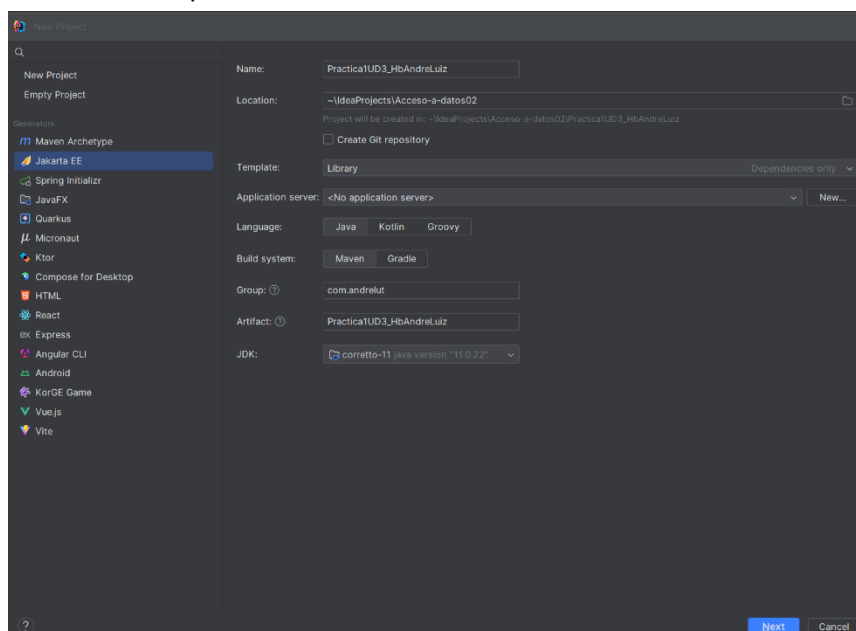 New Project
New Project
Empty Project
Generators
m Maven Archetype
Jakarta EE
Spring Initializr
JavaFX
Quarkus
μ Micronaut
Ktor
Compose for Desktop
HTML
React
ex Express
Angular CLI
Android
KorGE Game
Vue.js
Vite
Name: Practica1UD3_HbAndreLuiz
Location: ~\IdeaProjects\Acceso-a-datos02
Project will be created in: ~\IdeaProjects\Acceso-a-datos02\Practica1UD3_HbAndreLuiz
Create Git repository
Template: Library Dependencies only
Application server: <No application server> New...
Language: Java Kotlin Groovy
Build system: Maven Gradle
Group: ? com.andrelut
Artifact: ? Practica1UD3_HbAndreLuiz
JDK: corretto-11 java version "11.0.22"
? Next Cancel